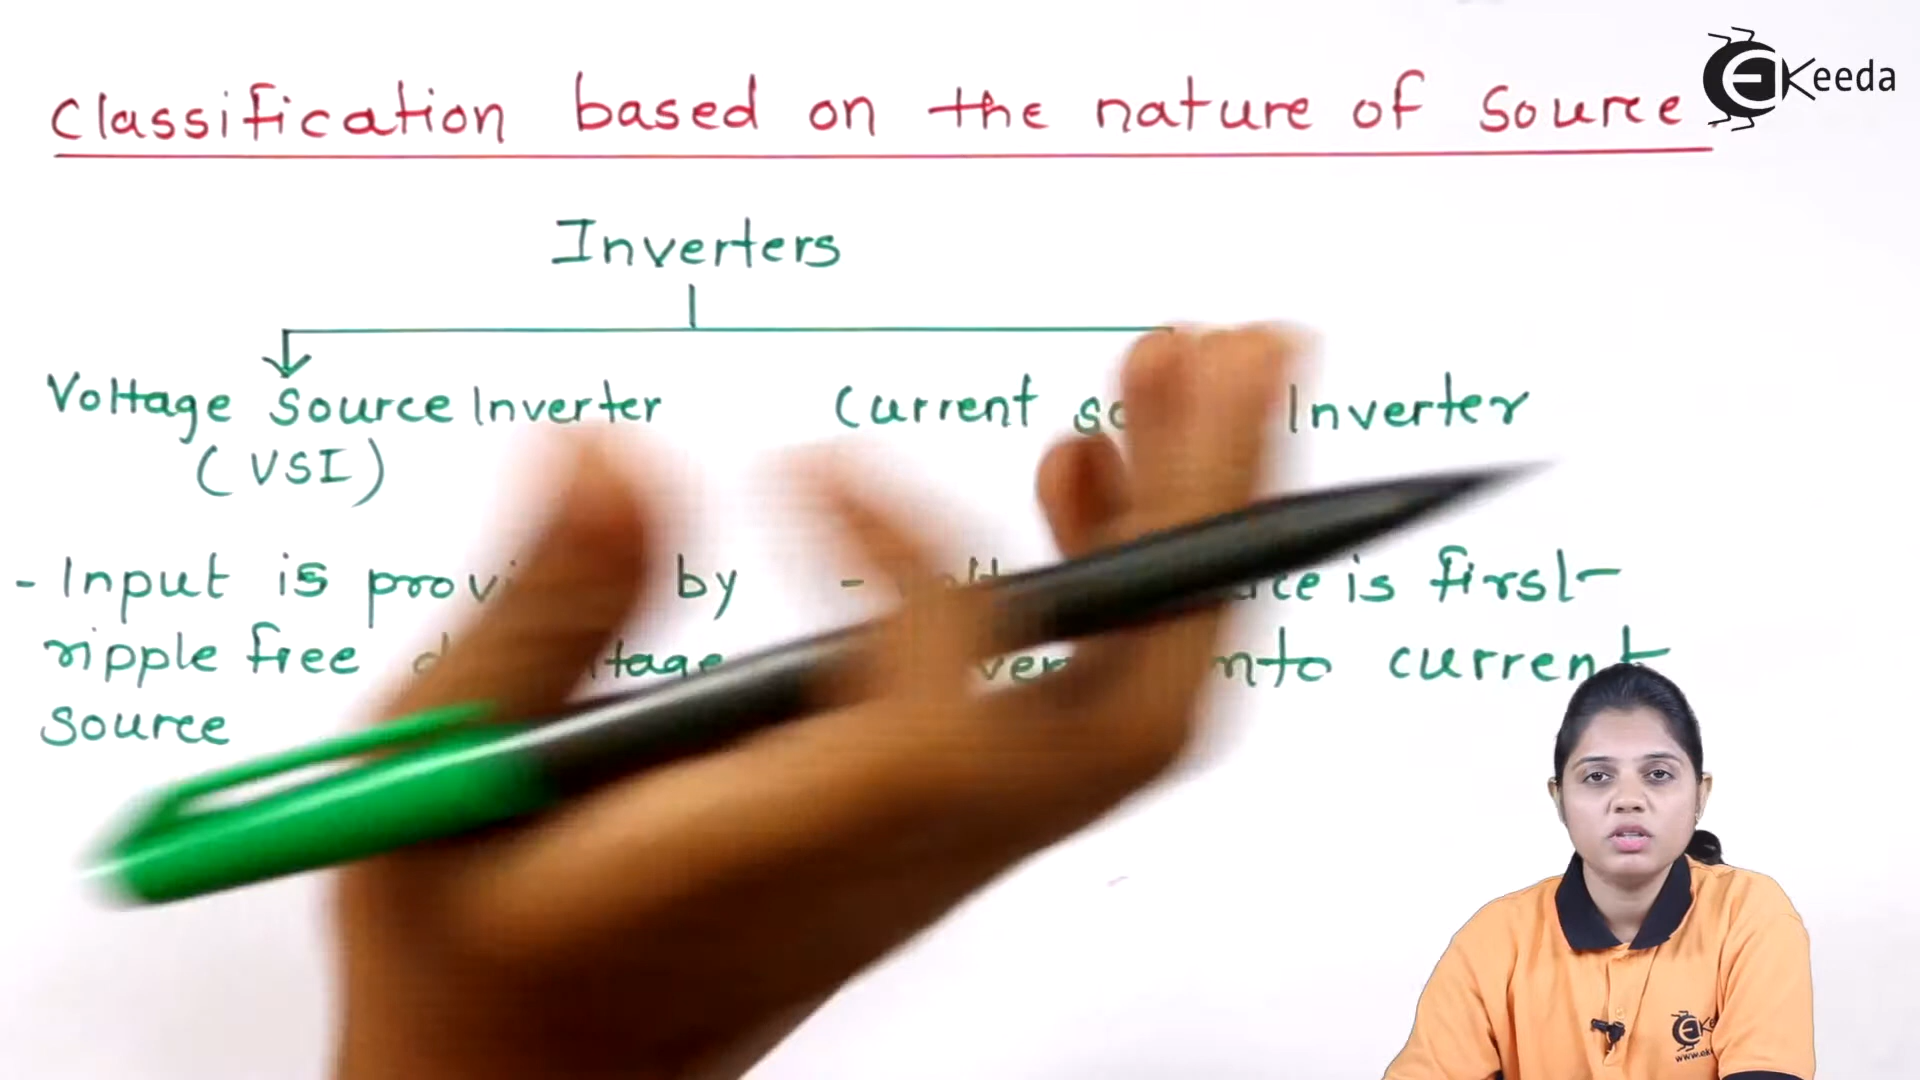 Classification based on the nature of source
EKeeda
Inverters
Voltage source Inverter
Current Inverter
(VSI)
- Input is by
ripple free
source
- is first
into current